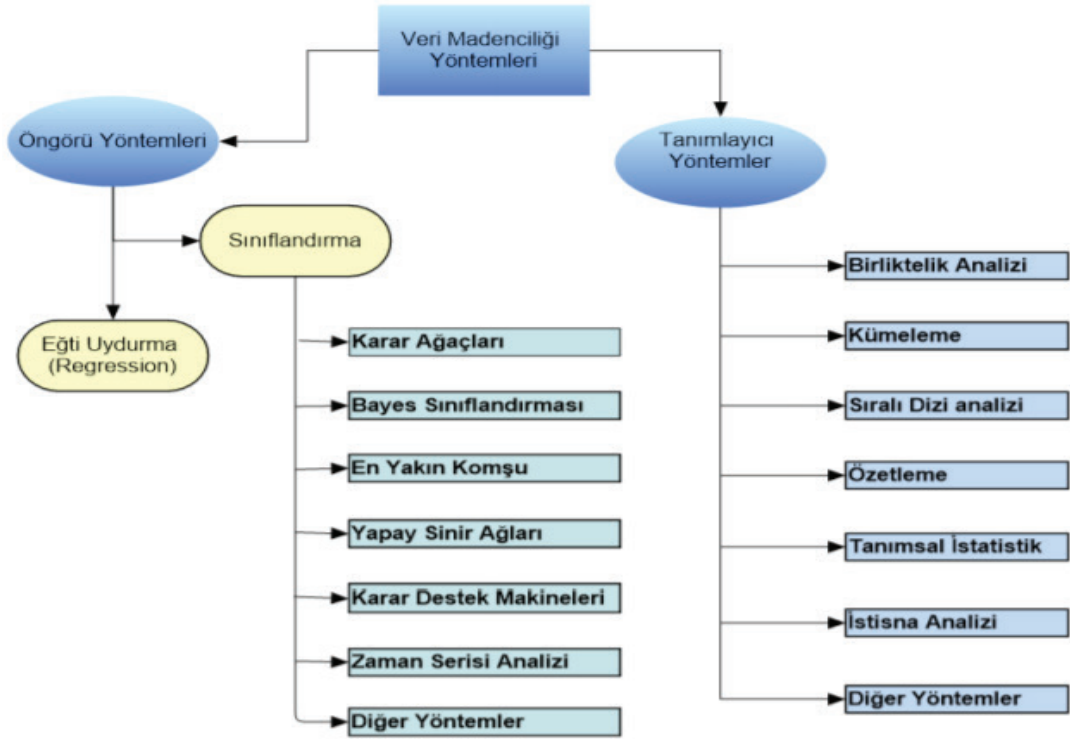 Veri Madenciliği
Yöntemleri
Öngörü Yöntemleri
Sınıflandırma
Eğti Uydurma
(Regression)
Karar Ağaçları
Bayes Sınıflandırması
En Yakın Komşu
Yapay Sinir Ağları
Karar Destek Makineleri
Zaman Serisi Analizi
Diğer Yöntemler
Tanımlayıcı
Yöntemler
Birliktelik Analizi
Kümeleme
Sıralı Dizi analizi
Özetleme
Tanımsal İstatistik
İstisna Analizi
Diğer Yöntemler